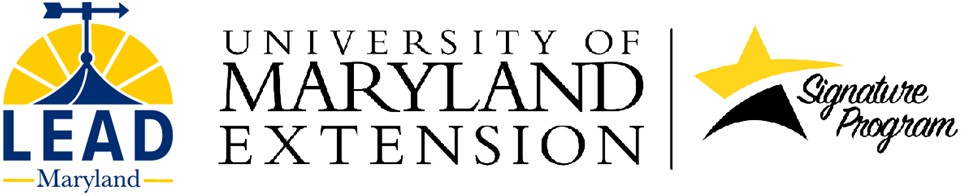 LEAD
Maryland
UNIVERSITY OF
MARYLAND
EXTENSION
Signature
Program